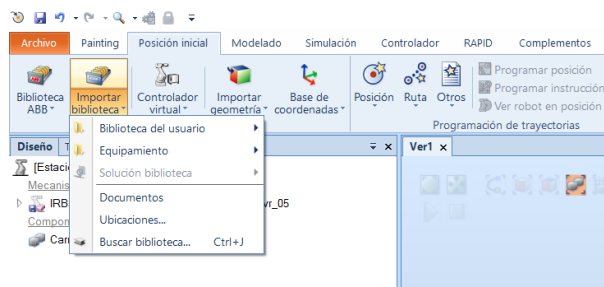 Archivo Painting Posición inicial Modelado Simulación Controlador RAPID Complementos
Biblioteca ABB
Importar biblioteca
Controlador virtual
Importar geometría
Base de coordenadas
Posición
Ruta
Otros
Programar posición
Programar instrucción
Ver robot en posición
Programación de trayectorias
Diseño
Ver1
Biblioteca del usuario
Equipamiento
Solución biblioteca
Documentos
Ubicaciones...
Buscar biblioteca... Ctrl+J
[Estaci
Mecanis
IRB
vr_05
Compon
Car